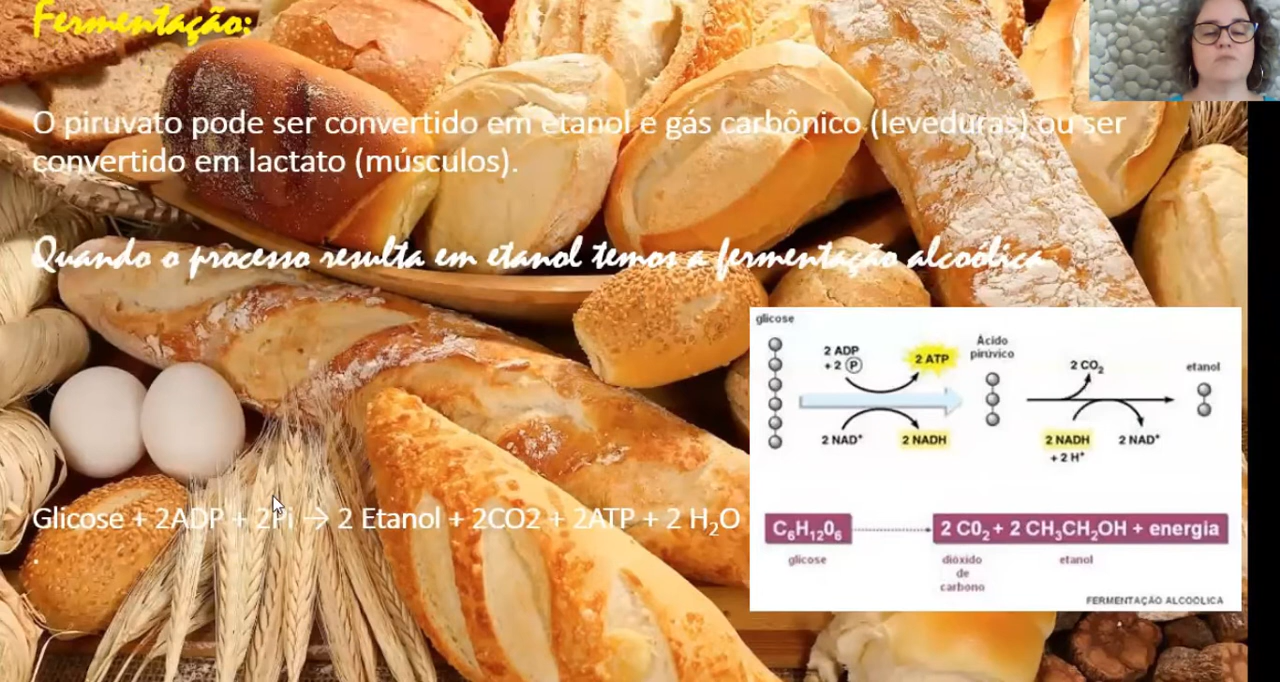 Fermentação:
O piruvato pode ser convertido em etanol e gás carbônico (leveduras) ou ser
convertido em lactato (músculos).
Quando o processo resulta em etanol temos a fermentação alcoólica.
Glicose + 2ADP + 2Pi → 2 Etanol + 2CO2 + 2ATP + 2 H₂O
glicose
2 ADP
+ 2 P
2 ATP
2 NAD⁺
2 NADH
Ácido
pirúvico
2 CO₂
2 NADH
+ 2 H⁺
2 NAD⁺
etanol
C₆H₁₂0₆
2 C0₂ + 2 CH₃CH₂OH + energia
glicose
dióxido
de
carbono
etanol
FERMENTAÇÃO ALCOÓLICA